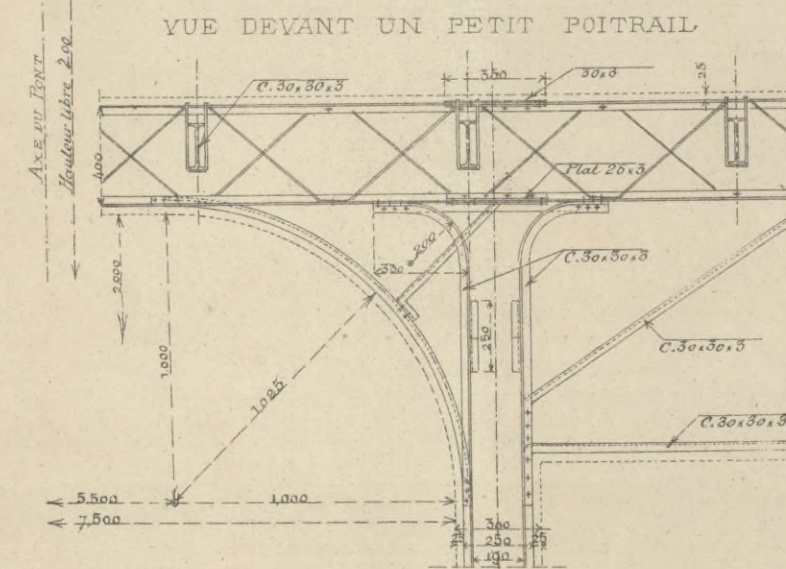 VUE DEVANT UN PETIT POITRAIL
AXE DU PONT
Hauteur libre 2.00
C.30x30x3
350
30x3
25
400
Plat 25x3
200
350
C.30x30x3
2.000
1.000
250
C.30x30x3
1.025
C.30x30x3
5.500
1,000
7,500
300
250
25
25
190